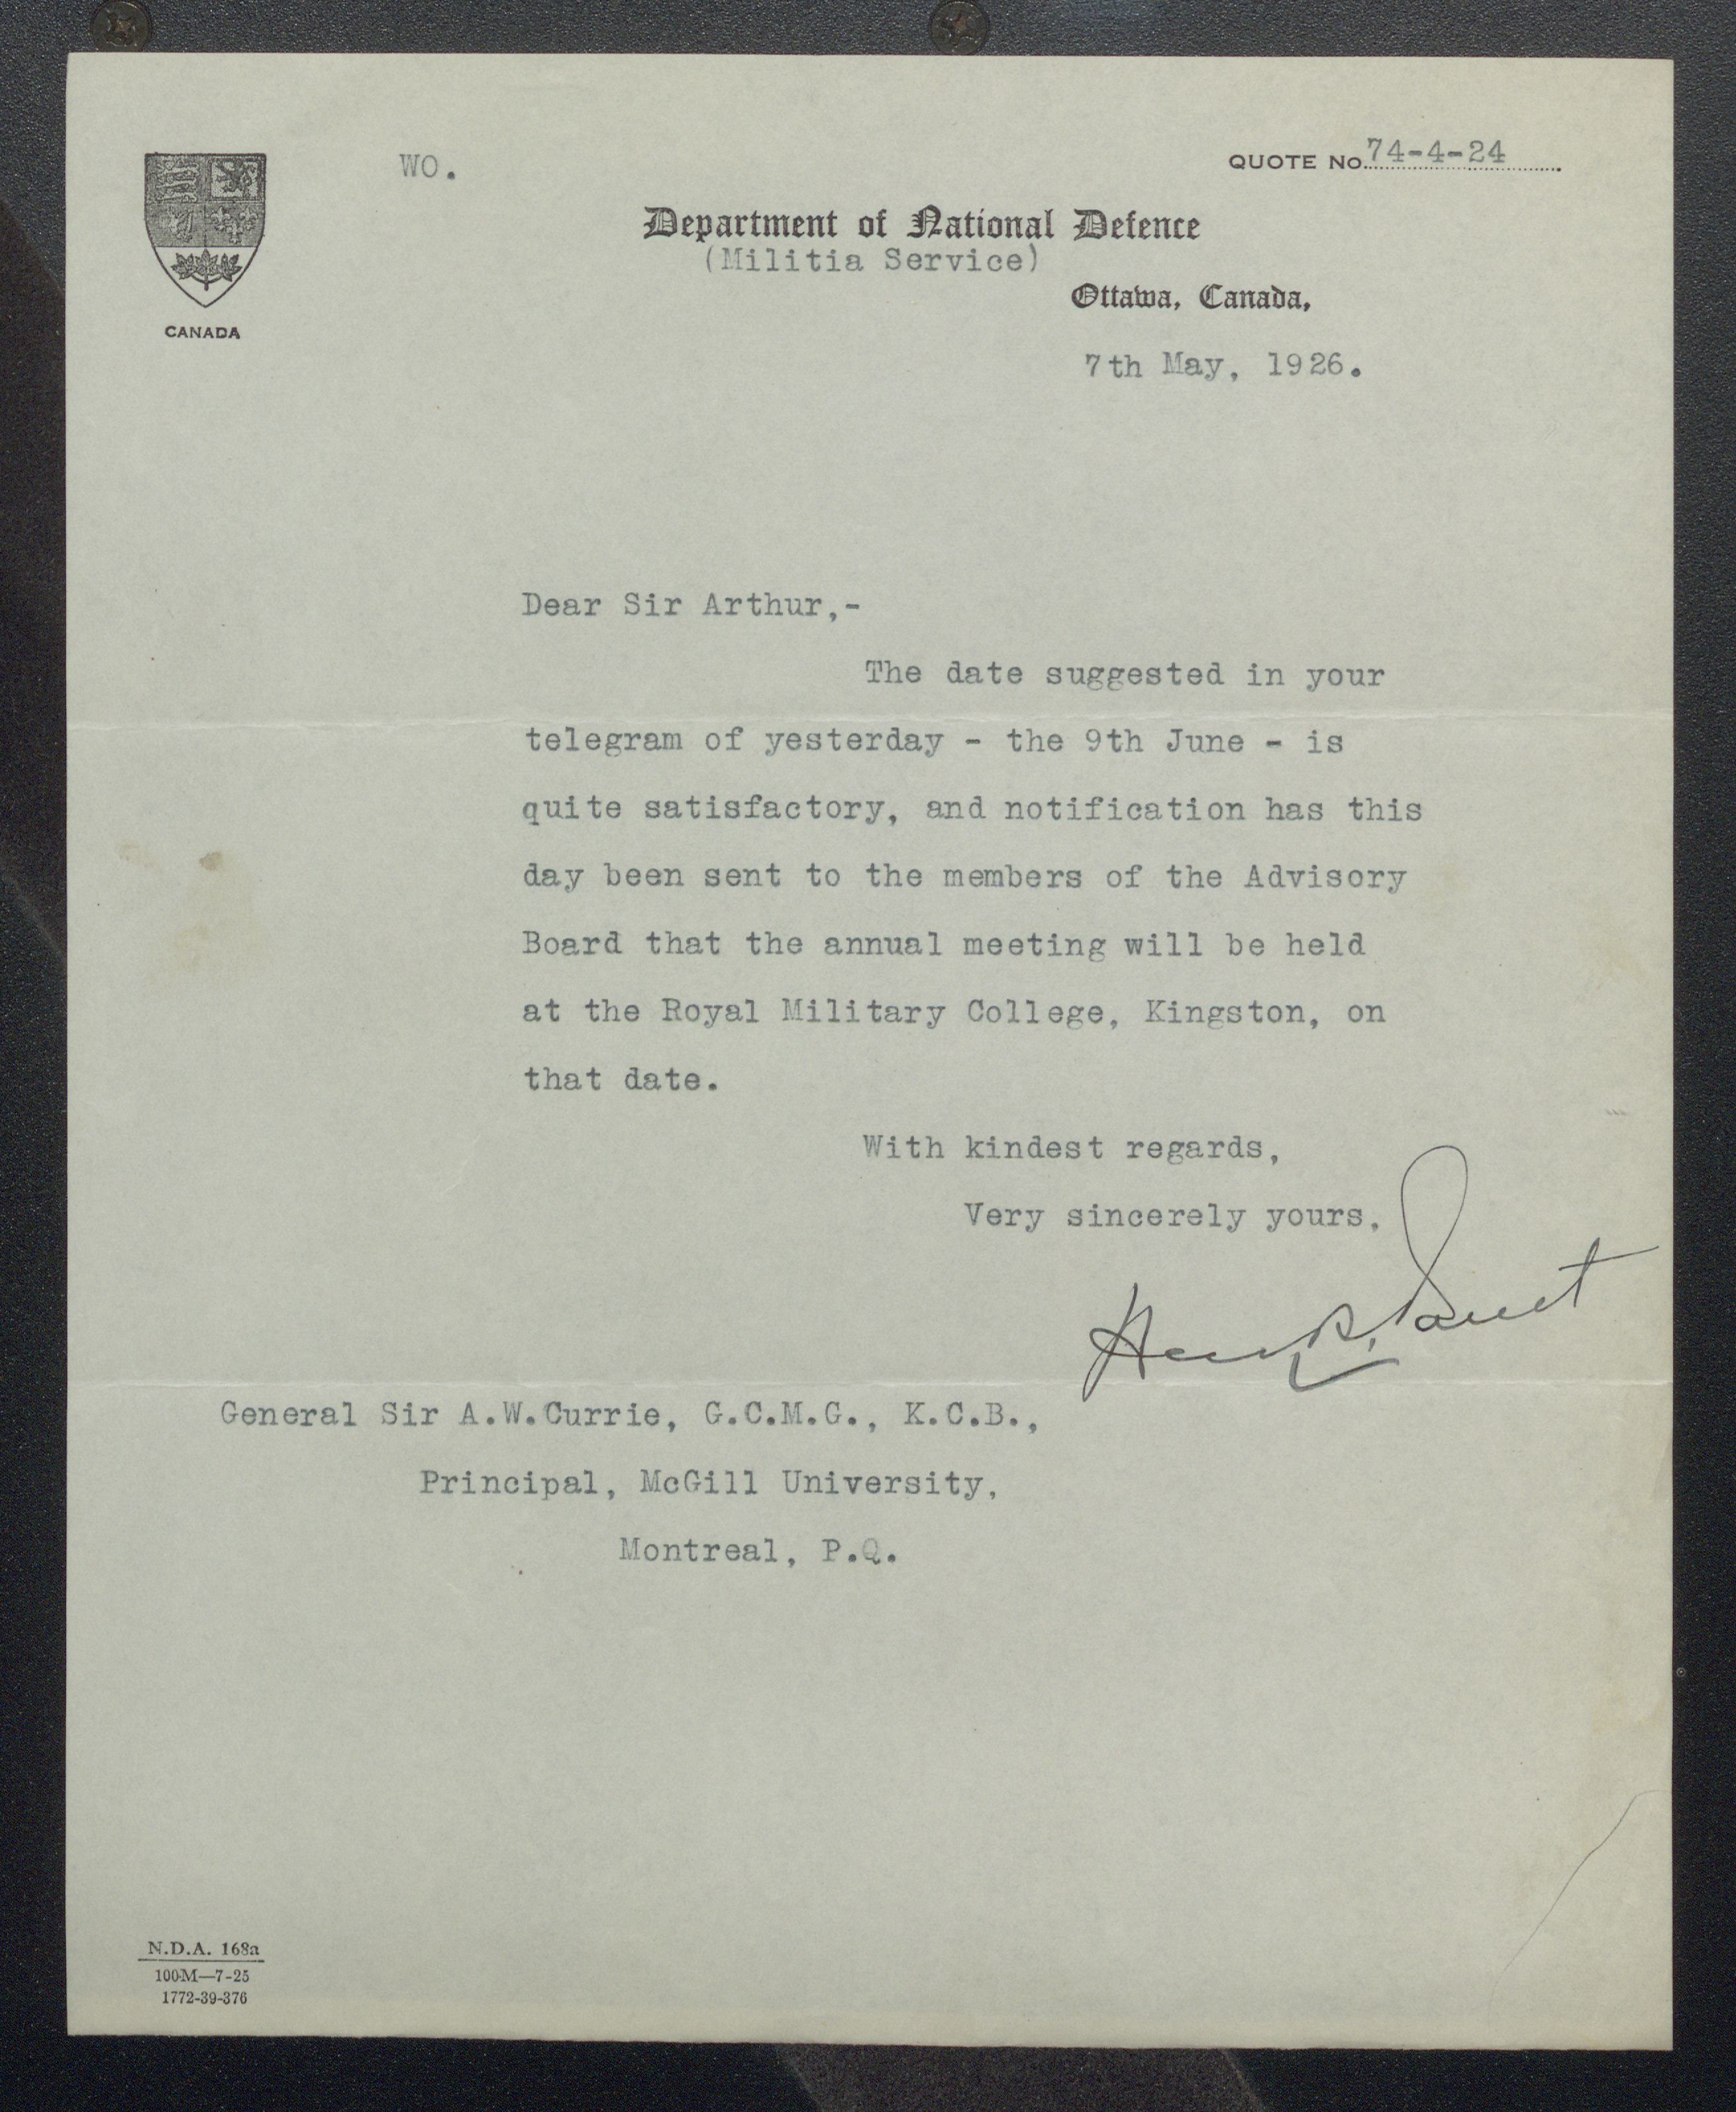 WO.
QUOTE No. 74-4-24
Department of National Defence
(Militia Service)
Ottawa, Canada,
CANADA
7th May, 1926.
Dear Sir Arthur,-
The date suggested in your
telegram of yesterday - the 9th June - is
quite satisfactory, and notification has this
day been sent to the members of the Advisory
Board that the annual meeting will be held
at the Royal Military College, Kingston, on
that date.
With kindest regards,
Very sincerely yours,
General Sir A.W.Currie, G.C.M.G., K.C.B.,
Principal, McGill University,
Montreal, P.Q.
N.D.A. 168a
100M—7-25
1772-39-376